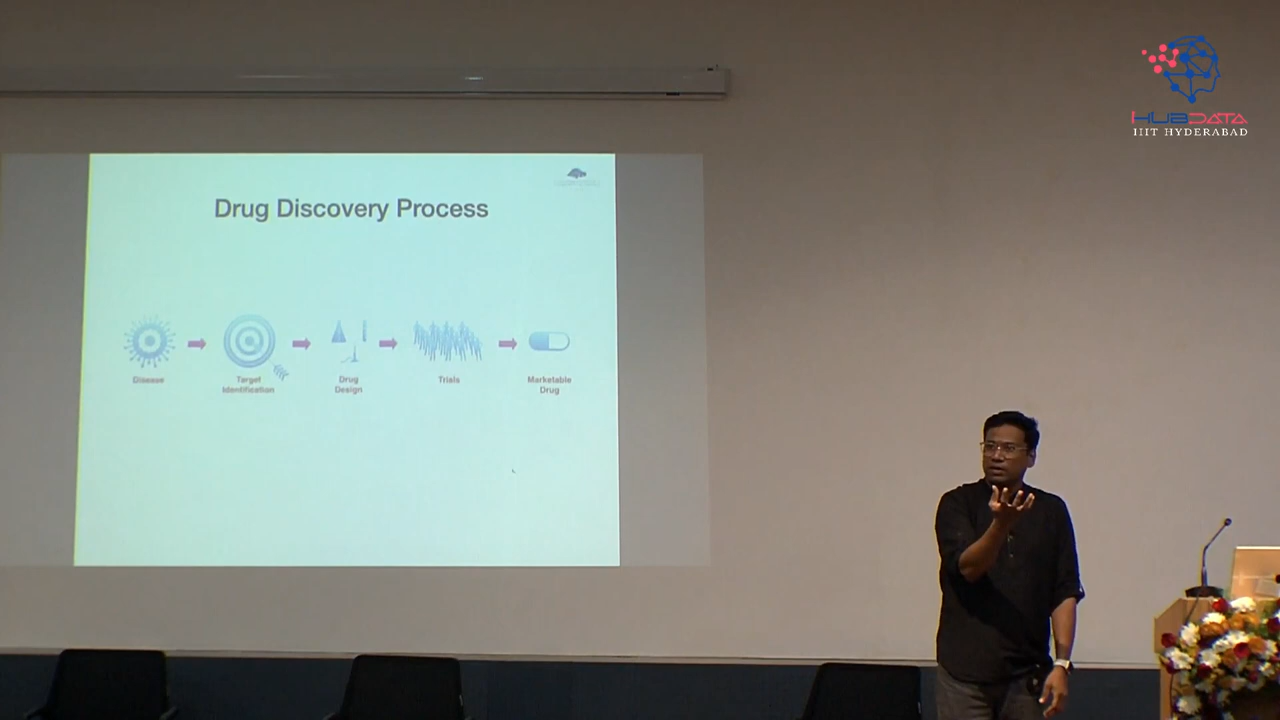 HUBDATA
IIIT HYDERABAD
Drug Discovery Process
Disease
Target
Identification
Drug
Design
Trials
Marketable
Drug